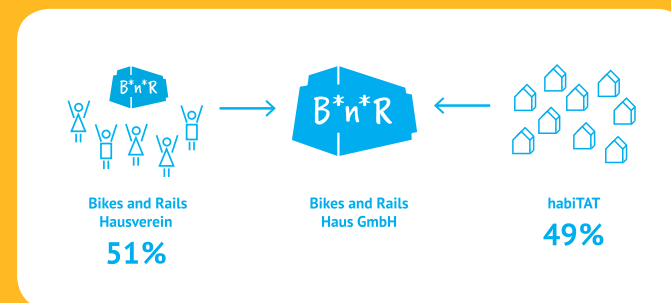 B*n*R
B*n*R
Bikes and Rails
Hausverein
51%
Bikes and Rails
Haus GmbH
habiTAT
49%